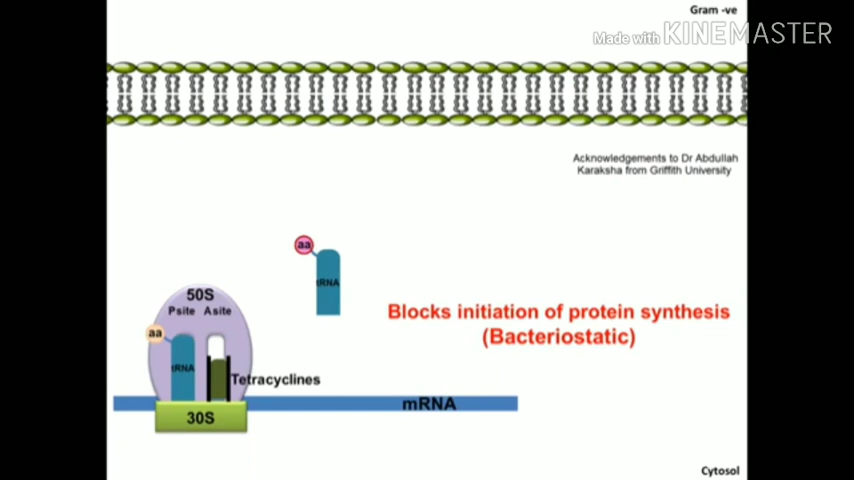 Gram -ve
Made with KINEMASTER
Acknowledgements to Dr Abdullah
Karaksha from Griffith University
aa
tRNA
50S
Psite Asite
aa
tRNA
Tetracyclines
Blocks initiation of protein synthesis
(Bacteriostatic)
mRNA
30S
Cytosol